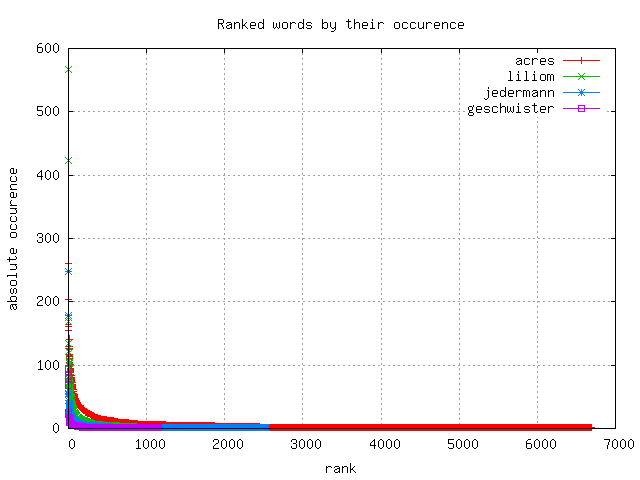 Ranked words by their occurence
600
500
400
300
200
100
0
absolute occurence
acres
liliom
jedermann
geschwister
0 1000 2000 3000 4000 5000 6000 7000
rank